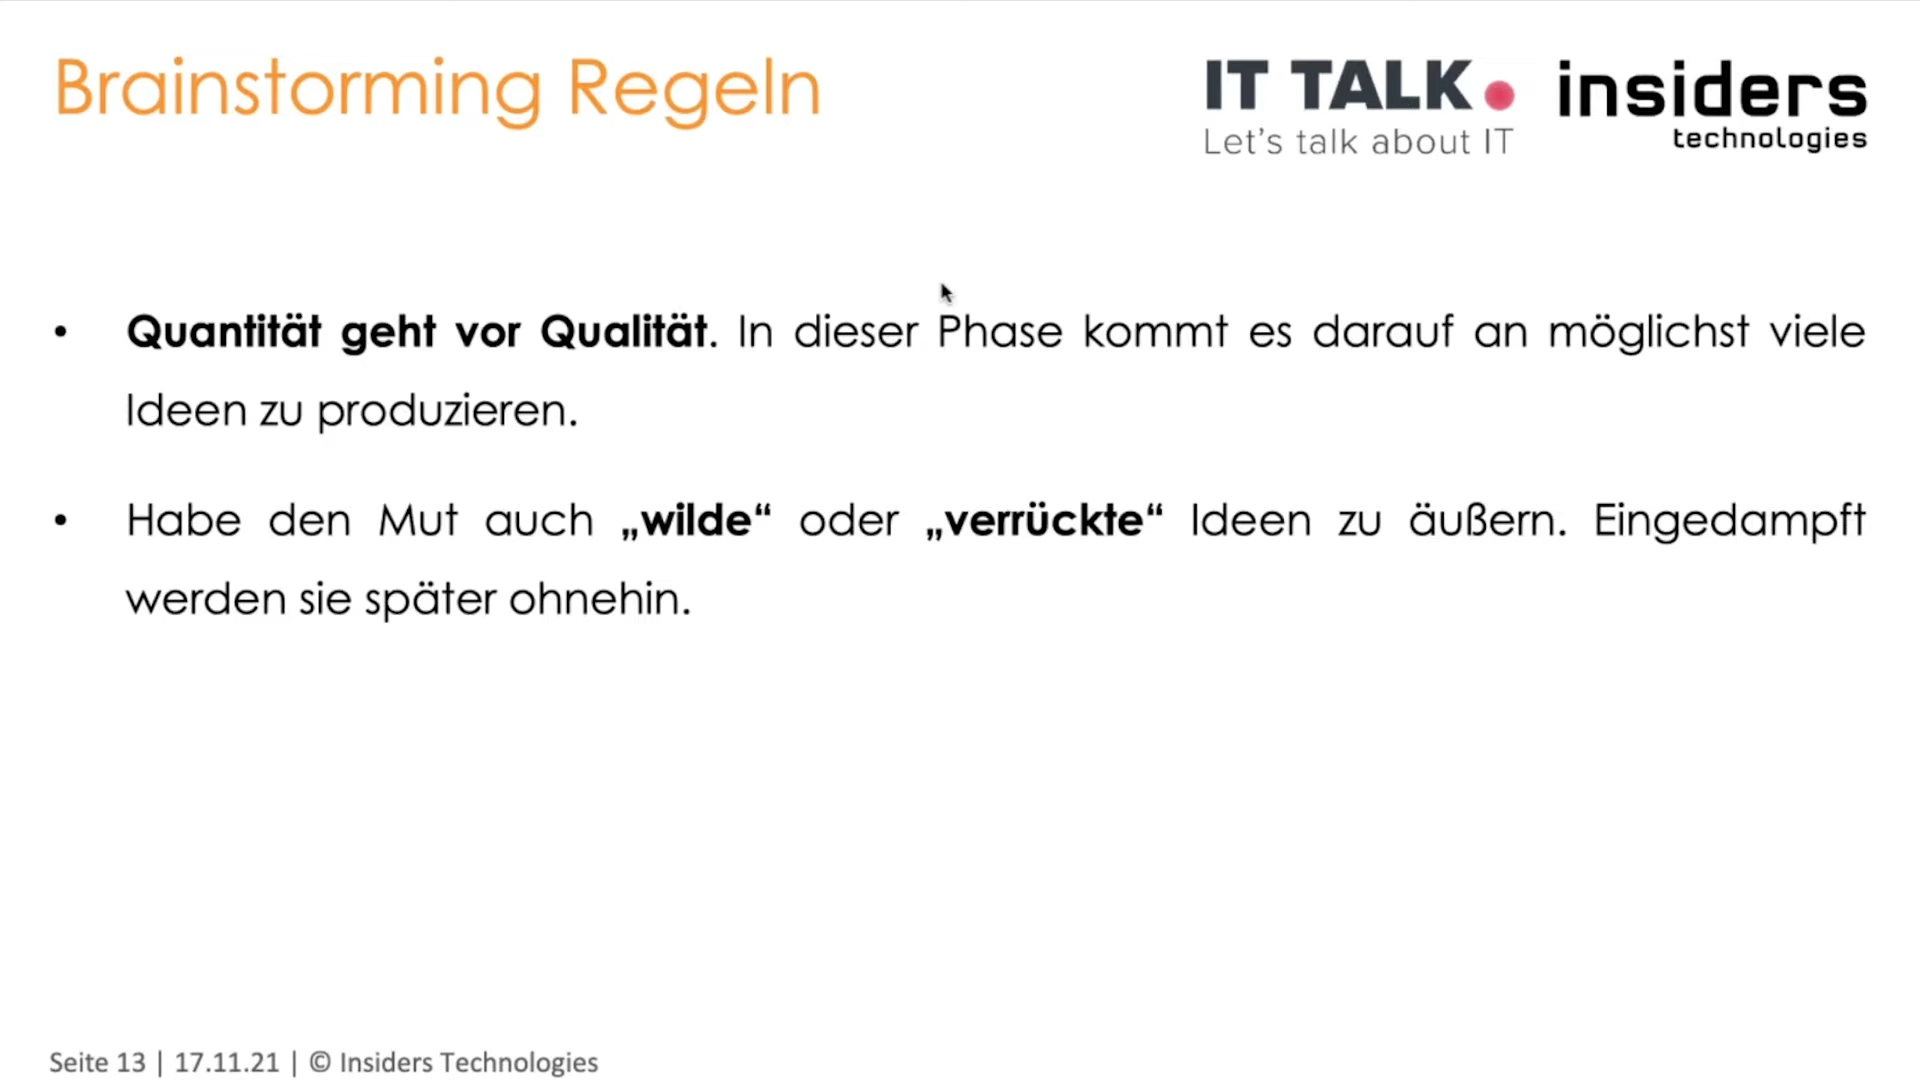 Brainstorming Regeln
IT TALK
Let's talk about IT
insiders
technologies
• Quantität geht vor Qualität. In dieser Phase kommt es darauf an möglichst viele
Ideen zu produzieren.
• Habe den Mut auch „wilde“ oder „verrückte“ Ideen zu äußern. Eingedampft
werden sie später ohnehin.
Seite 13 | 17.11.21 | © Insiders Technologies